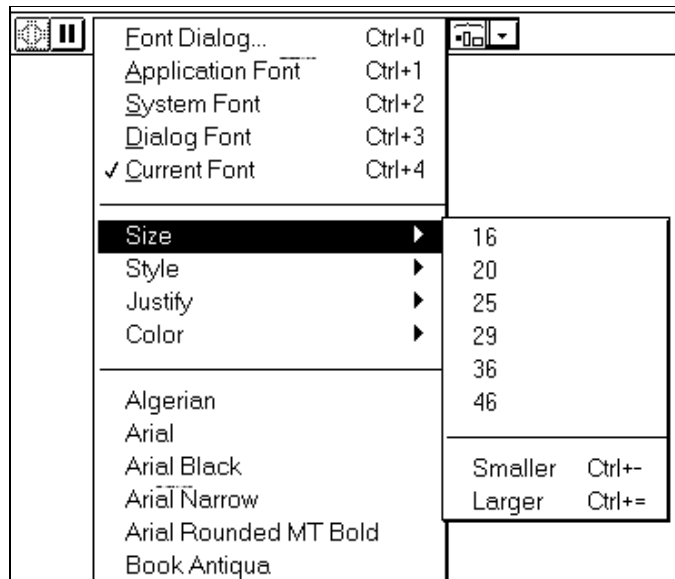 Font Dialog... Ctrl+0
Application Font Ctrl+1
System Font Ctrl+2
Dialog Font Ctrl+3
✓ Current Font Ctrl+4
Size
Style
Justify
Color
Algerian
Arial
Arial Black
Arial Narrow
Arial Rounded MT Bold
Book Antiqua
16
20
25
29
36
46
Smaller Ctrl+-
Larger Ctrl+=